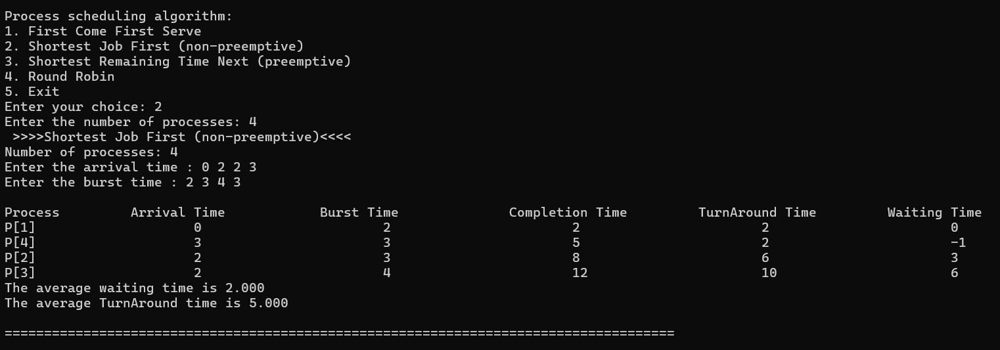 Process scheduling algorithm:
1. First Come First Serve
2. Shortest Job First (non-preemptive)
3. Shortest Remaining Time Next (preemptive)
4. Round Robin
5. Exit
Enter your choice: 2
Enter the number of processes: 4
 >>>>Shortest Job First (non-preemptive)<<<<
Number of processes: 4
Enter the arrival time : 0 2 2 3
Enter the burst time : 2 3 4 3

Process         Arrival Time            Burst Time              Completion Time         TurnAround Time         Waiting Time
P[1]                    0                       2                       2                       2                       0
P[4]                    3                       3                       5                       2                       -1
P[2]                    2                       3                       8                       6                       3
P[3]                    2                       4                       12                      10                      6
The average waiting time is 2.000
The average TurnAround time is 5.000

=====================================================================================